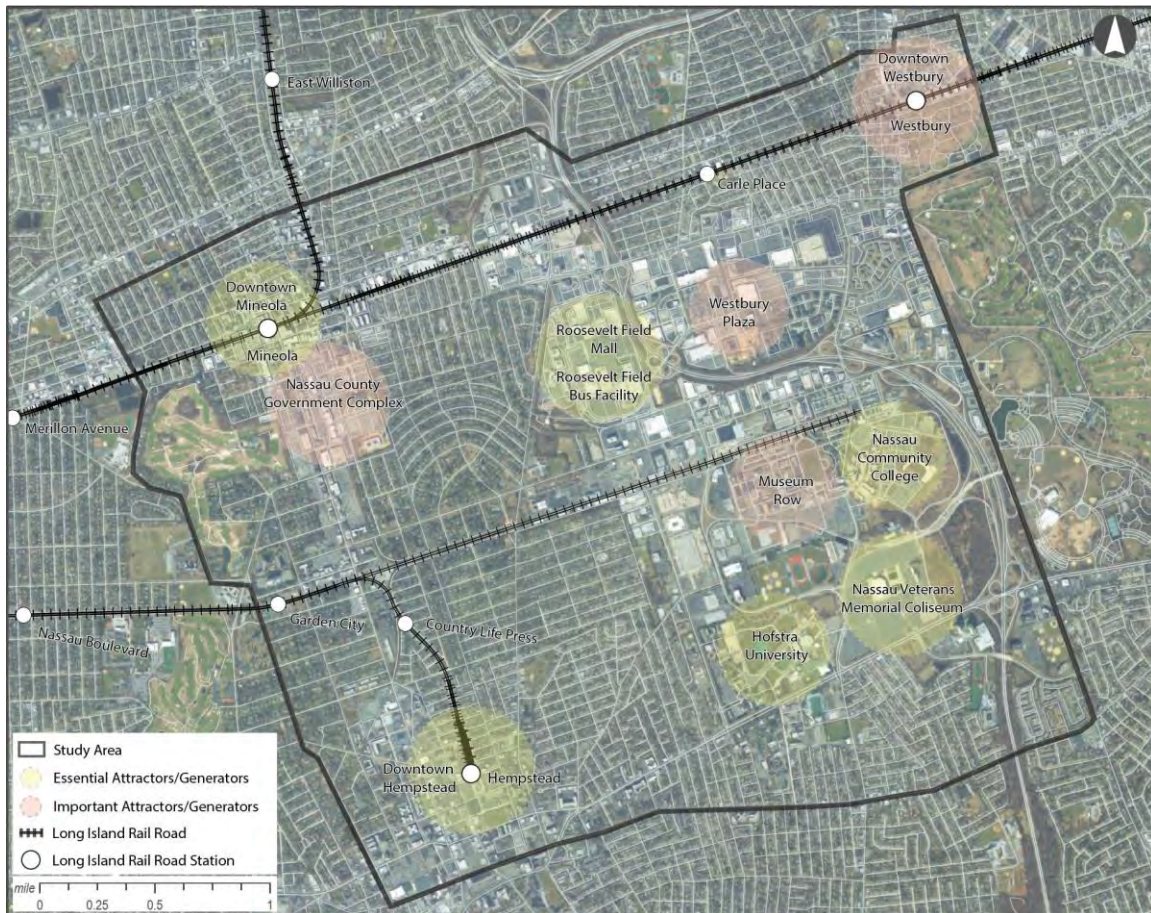 East Williston
Downtown
Westbury
Westbury
Carle Place
Downtown
Mineola
Mineola
Nassau County
Government Complex
Merillon Avenue
Roosevelt Field
Mall
Roosevelt Field
Bus Facility
Westbury
Plaza
Nassau
Community
College
Museum
Row
Nassau Veterans
Memorial Coliseum
Hofstra
University
Nassau Boulevard
Garden City
Country Life Press
Downtown
Hempstead
Hempstead
Study Area
Essential Attractors/Generators
Important Attractors/Generators
Long Island Rail Road
Long Island Rail Road Station
mile
0 0.25 0.5 1